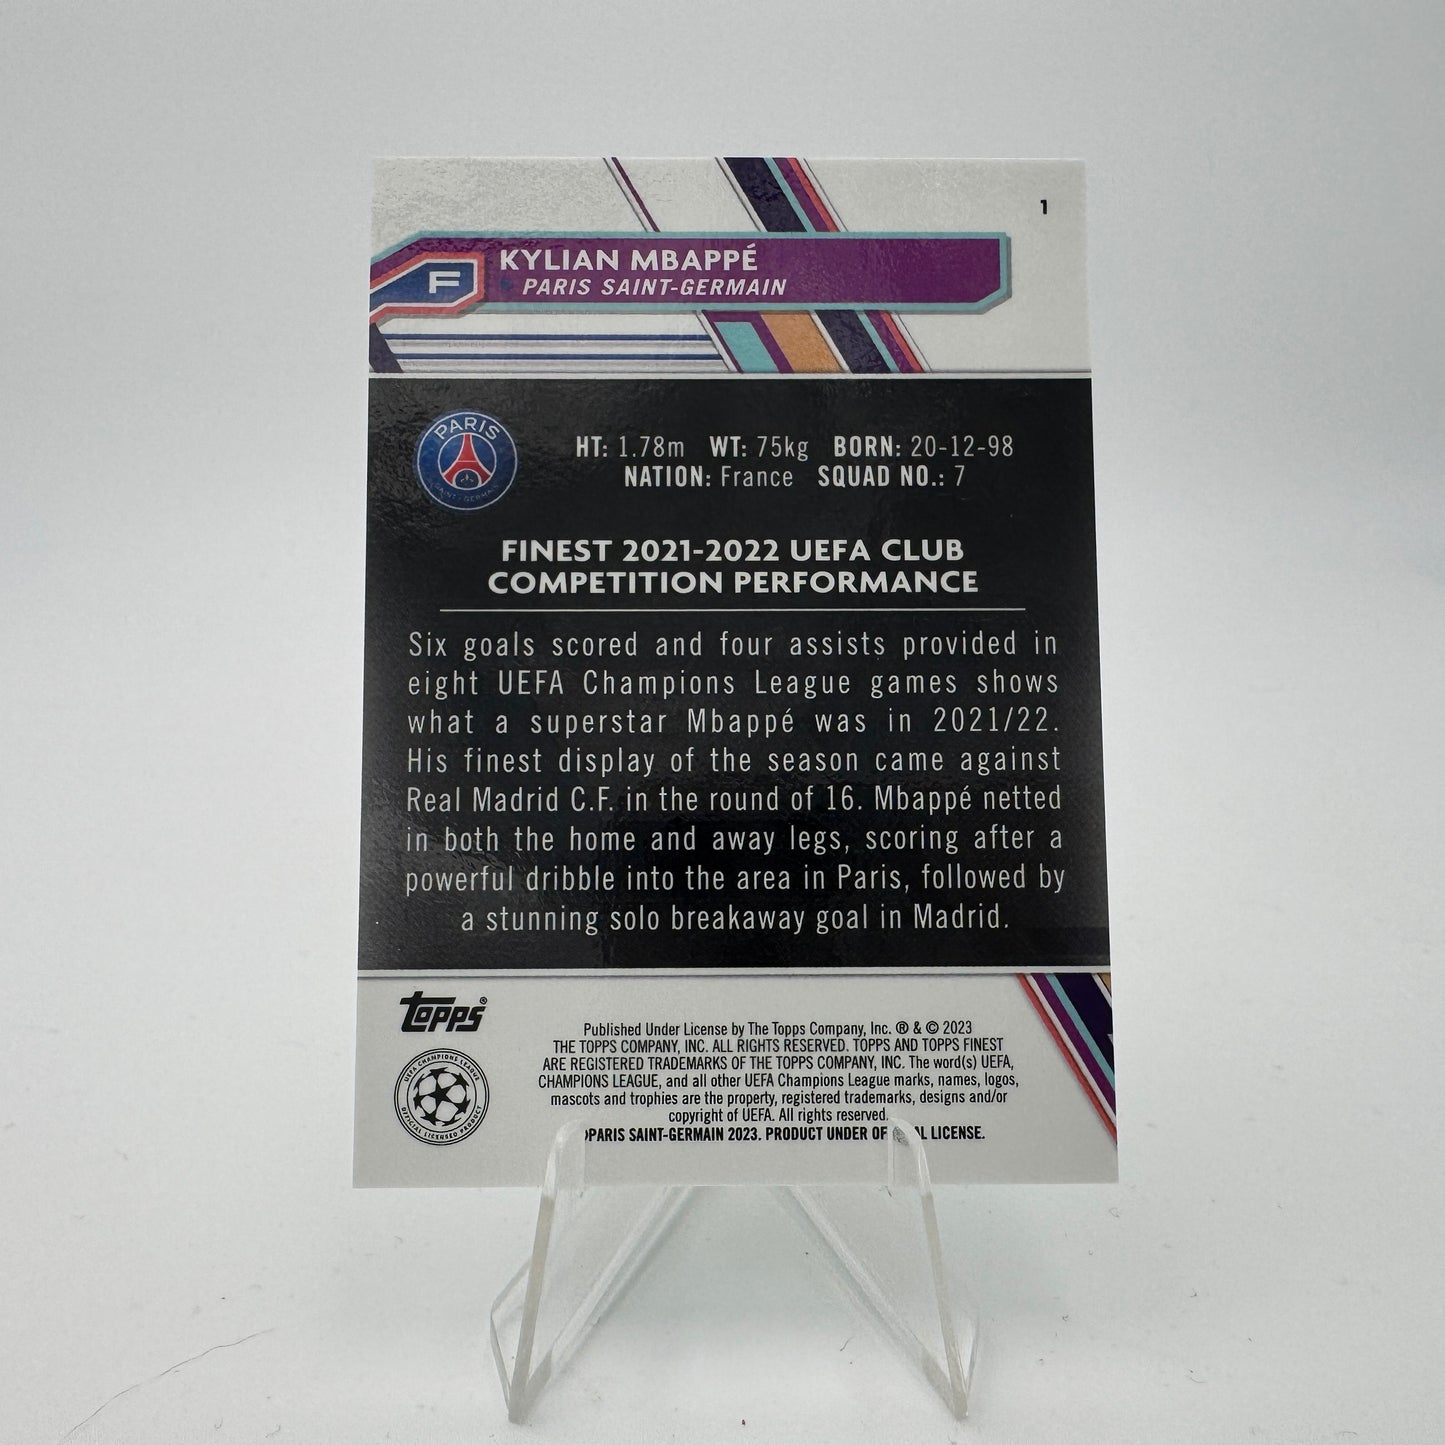 1
F
KYLIAN MBAPPÉ
PARIS SAINT-GERMAIN
PARIS
SAINT-GERMAIN
HT: 1.78m WT: 75kg BORN: 20-12-98
NATION: France SQUAD NO.: 7
FINEST 2021-2022 UEFA CLUB
COMPETITION PERFORMANCE
Six goals scored and four assists provided in
eight UEFA Champions League games shows
what a superstar Mbappé was in 2021/22.
His finest display of the season came against
Real Madrid C.F. in the round of 16. Mbappé netted
in both the home and away legs, scoring after a
powerful dribble into the area in Paris, followed by
a stunning solo breakaway goal in Madrid.
Topps®
UEFA CHAMPIONS LEAGUE
OFFICIAL LICENSED PRODUCT
Published Under License by The Topps Company, Inc. ® & © 2023
THE TOPPS COMPANY, INC. ALL RIGHTS RESERVED. TOPPS AND TOPPS FINEST
ARE REGISTERED TRADEMARKS OF THE TOPPS COMPANY, INC. The word(s) UEFA,
CHAMPIONS LEAGUE, and all other UEFA Champions League marks, names, logos,
mascots and trophies are the property, registered trademarks, designs and/or
copyright of UEFA. All rights reserved.
PARIS SAINT-GERMAIN 2023. PRODUCT UNDER LICENSE.